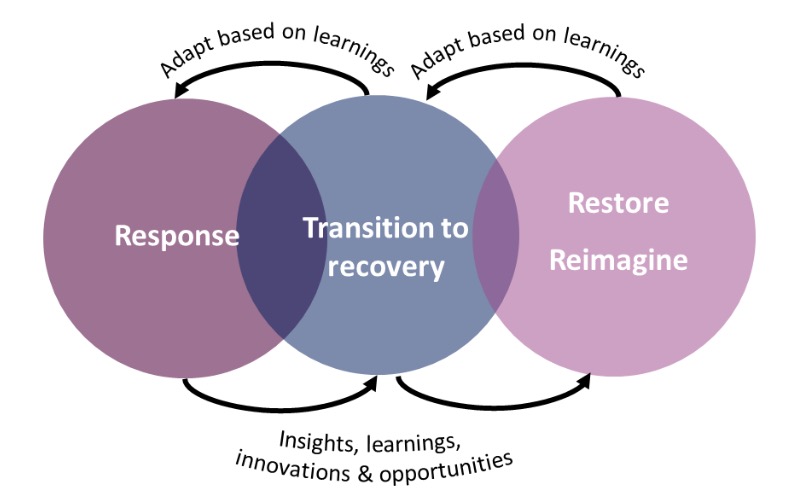 Adapt based on learnings
Adapt based on learnings
Response
Transition to
recovery
Restore
Reimagine
Insights, learnings,
innovations & opportunities